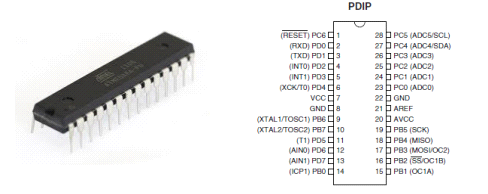 PDIP
(RESET) PC6 1 28 PC5 (ADC5/SCL)
(RXD) PD0 2 27 PC4 (ADC4/SDA)
(TXD) PD1 3 26 PC3 (ADC3)
(INT0) PD2 4 25 PC2 (ADC2)
(INT1) PD3 5 24 PC1 (ADC1)
(XCK/T0) PD4 6 23 PC0 (ADC0)
VCC 7 22 GND
GND 8 21 AREF
(XTAL1/TOSC1) PB6 9 20 AVCC
(XTAL2/TOSC2) PB7 10 19 PB5 (SCK)
(T1) PD5 11 18 PB4 (MISO)
(AIN0) PD6 12 17 PB3 (MOSI/OC2)
(AIN1) PD7 13 16 PB2 (SS/OC1B)
(ICP1) PB0 14 15 PB1 (OC1A)